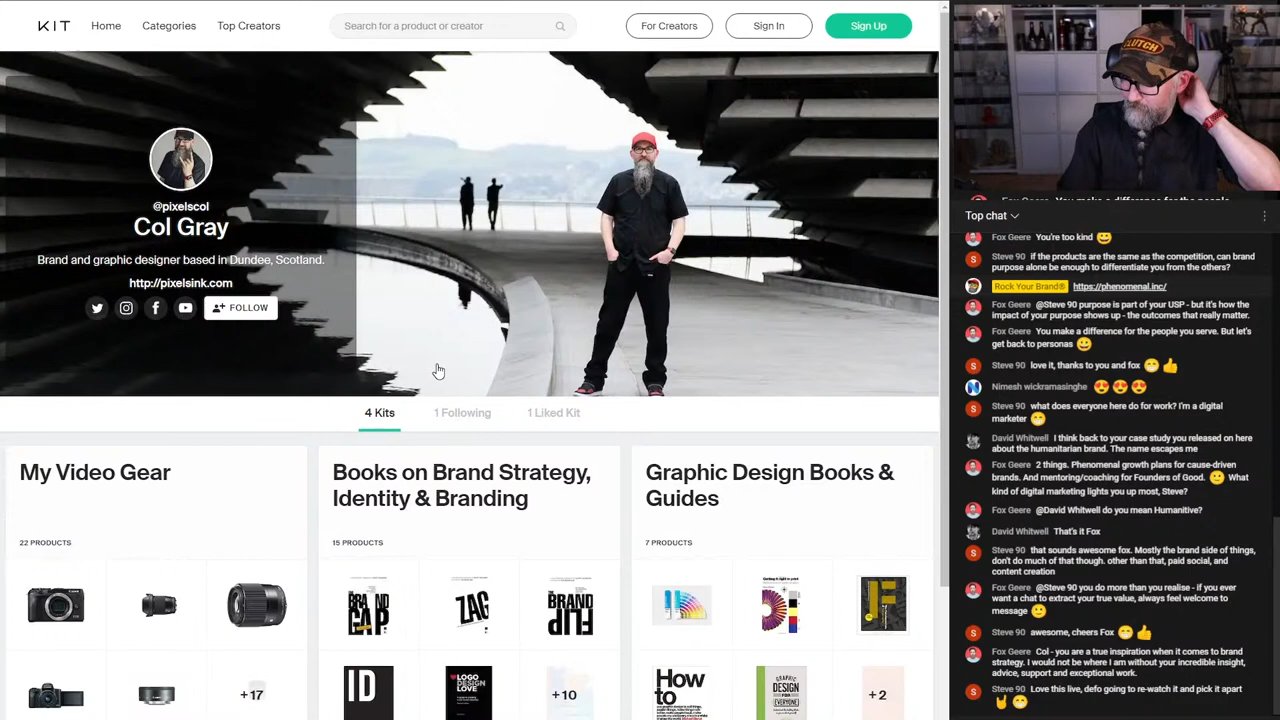 KIT
Home
Categories
Top Creators
Search for a product or creator
For Creators
Sign In
Sign Up
@pixelscol
Col Gray
Brand and graphic designer based in Dundee, Scotland.
http://pixelsink.com
FOLLOW
4 Kits
1 Following
1 Liked Kit
My Video Gear
22 PRODUCTS
+17
Books on Brand Strategy,
Identity & Branding
15 PRODUCTS
THE BRAND GAP
ZAG
THE BRAND FLIP
ID
LOGO
DESIGN
LOVE
+10
Graphic Design Books &
Guides
7 PRODUCTS
How
to
GRAPHIC
DESIGN
FOR
+2
CLUTCH
Fox Geere You make a difference for the people
Top chat
Fox Geere You're too kind
Steve 90 if the products are the same as the competition, can brand
purpose alone be enough to differentiate you from the others?
Rock Your Brand® https://phenomenal.inc/
Fox Geere @Steve 90 purpose is part of your USP - but it's how the
impact of your purpose shows up - the outcomes that really matter.
Fox Geere You make a difference for the people you serve. But let's
get back to personas 😀
Steve 90 love it, thanks to you and fox 😁👍
Nimesh wickramasinghe 😍😍😍
Steve 90 what does everyone here do for work? I'm a digital
marketer 😁
David Whitwell I think back to your case study you released on here
about the humanitarian brand. The name escapes me
Fox Geere 2 things. Phenomenal growth plans for cause-driven
brands. And mentoring/coaching for Founders of Good. 🙂 What
kind of digital marketing lights you up most, Steve?
Fox Geere @David Whitwell do you mean Humanitive?
David Whitwell That's it Fox
Steve 90 that sounds awesome fox. Mostly the brand side of things,
don't do much of that though. other than that, paid social, and
content creation
Fox Geere @Steve 90 you do more than you realise - if you ever
want a chat to extract your true value, always feel welcome to
message 🙂
Steve 90 awesome, cheers Fox 😁👍
Fox Geere Col - you are a true inspiration when it comes to brand
strategy. I would not be where I am without your incredible insight,
advice, support and exceptional work.
Steve 90 Love this live, defo going to re-watch it and pick it apart
🤘😁